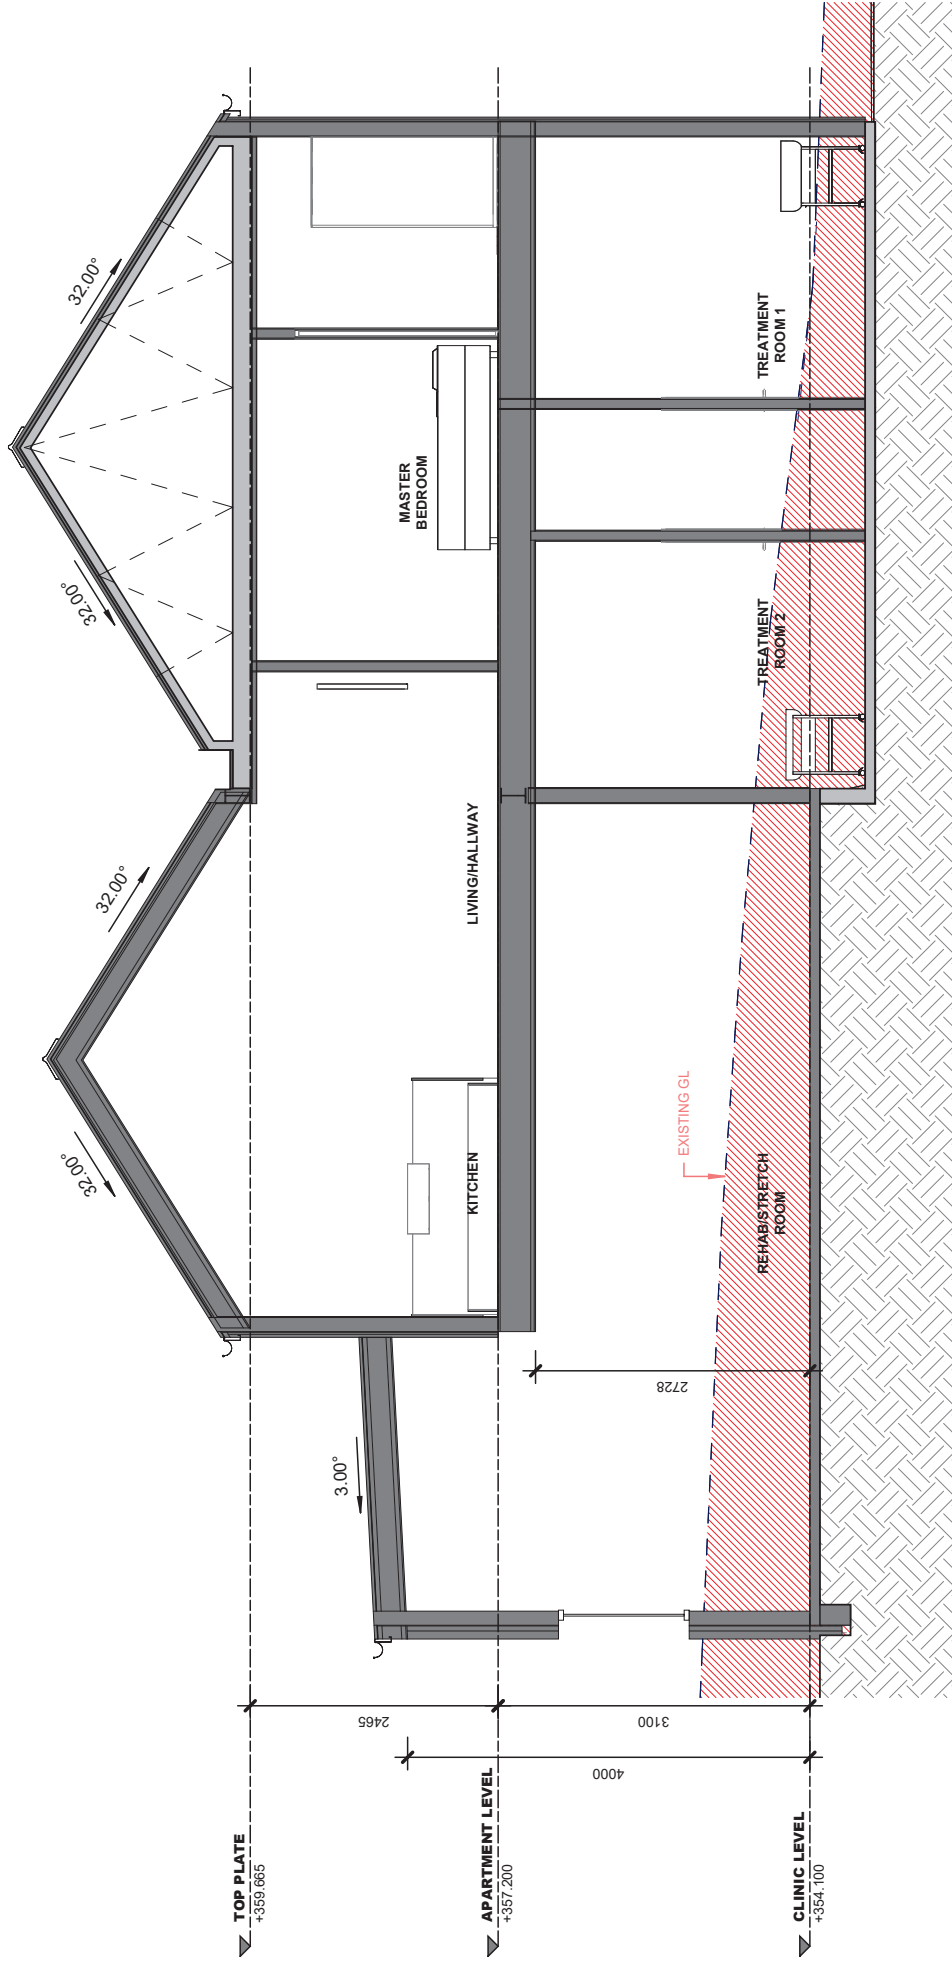 32.00°
32.00°
32.00°
32.00°
3.00°
MASTER
BEDROOM
LIVING/HALLWAY
KITCHEN
TREATMENT
ROOM 1
TREATMENT
ROOM 2
EXISTING GL
REHAB/STRETCH
ROOM
2728
2465
3100
4000
TOP PLATE
+359.665
APARTMENT LEVEL
+357.200
CLINIC LEVEL
+354.100